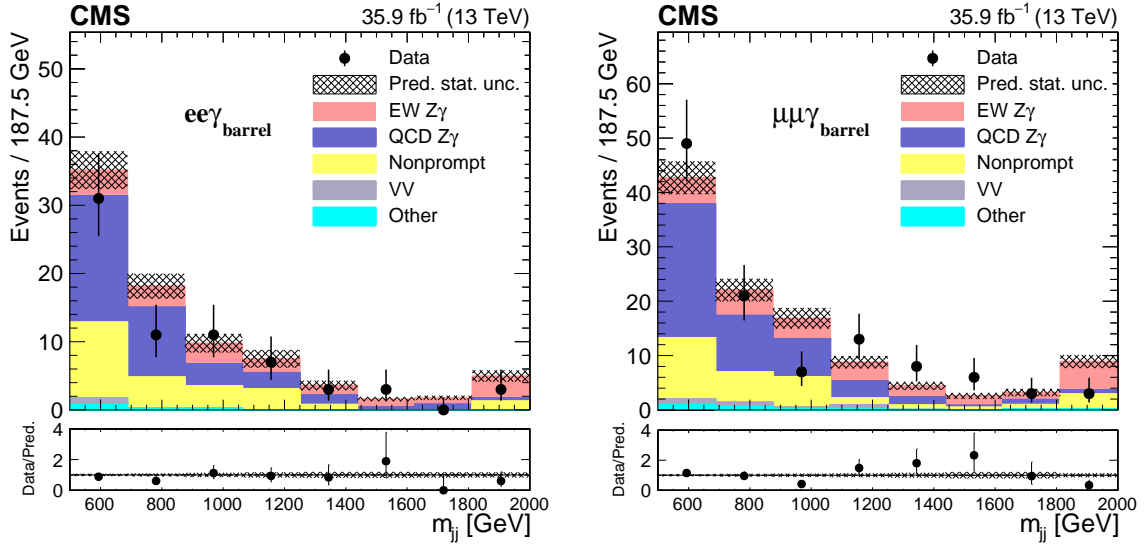 CMS 35.9 fb⁻¹ (13 TeV)
Events / 187.5 GeV
50
40
30
20
10
0
eeγ_barrel
Data
Pred. stat. unc.
EW Zγ
QCD Zγ
Nonprompt
VV
Other
Data/Pred.
4
2
0
600 800 1000 1200 1400 1600 1800 2000
m_jj [GeV]
CMS 35.9 fb⁻¹ (13 TeV)
Events / 187.5 GeV
60
50
40
30
20
10
0
μμγ_barrel
Data
Pred. stat. unc.
EW Zγ
QCD Zγ
Nonprompt
VV
Other
Data/Pred.
4
2
0
600 800 1000 1200 1400 1600 1800 2000
m_jj [GeV]